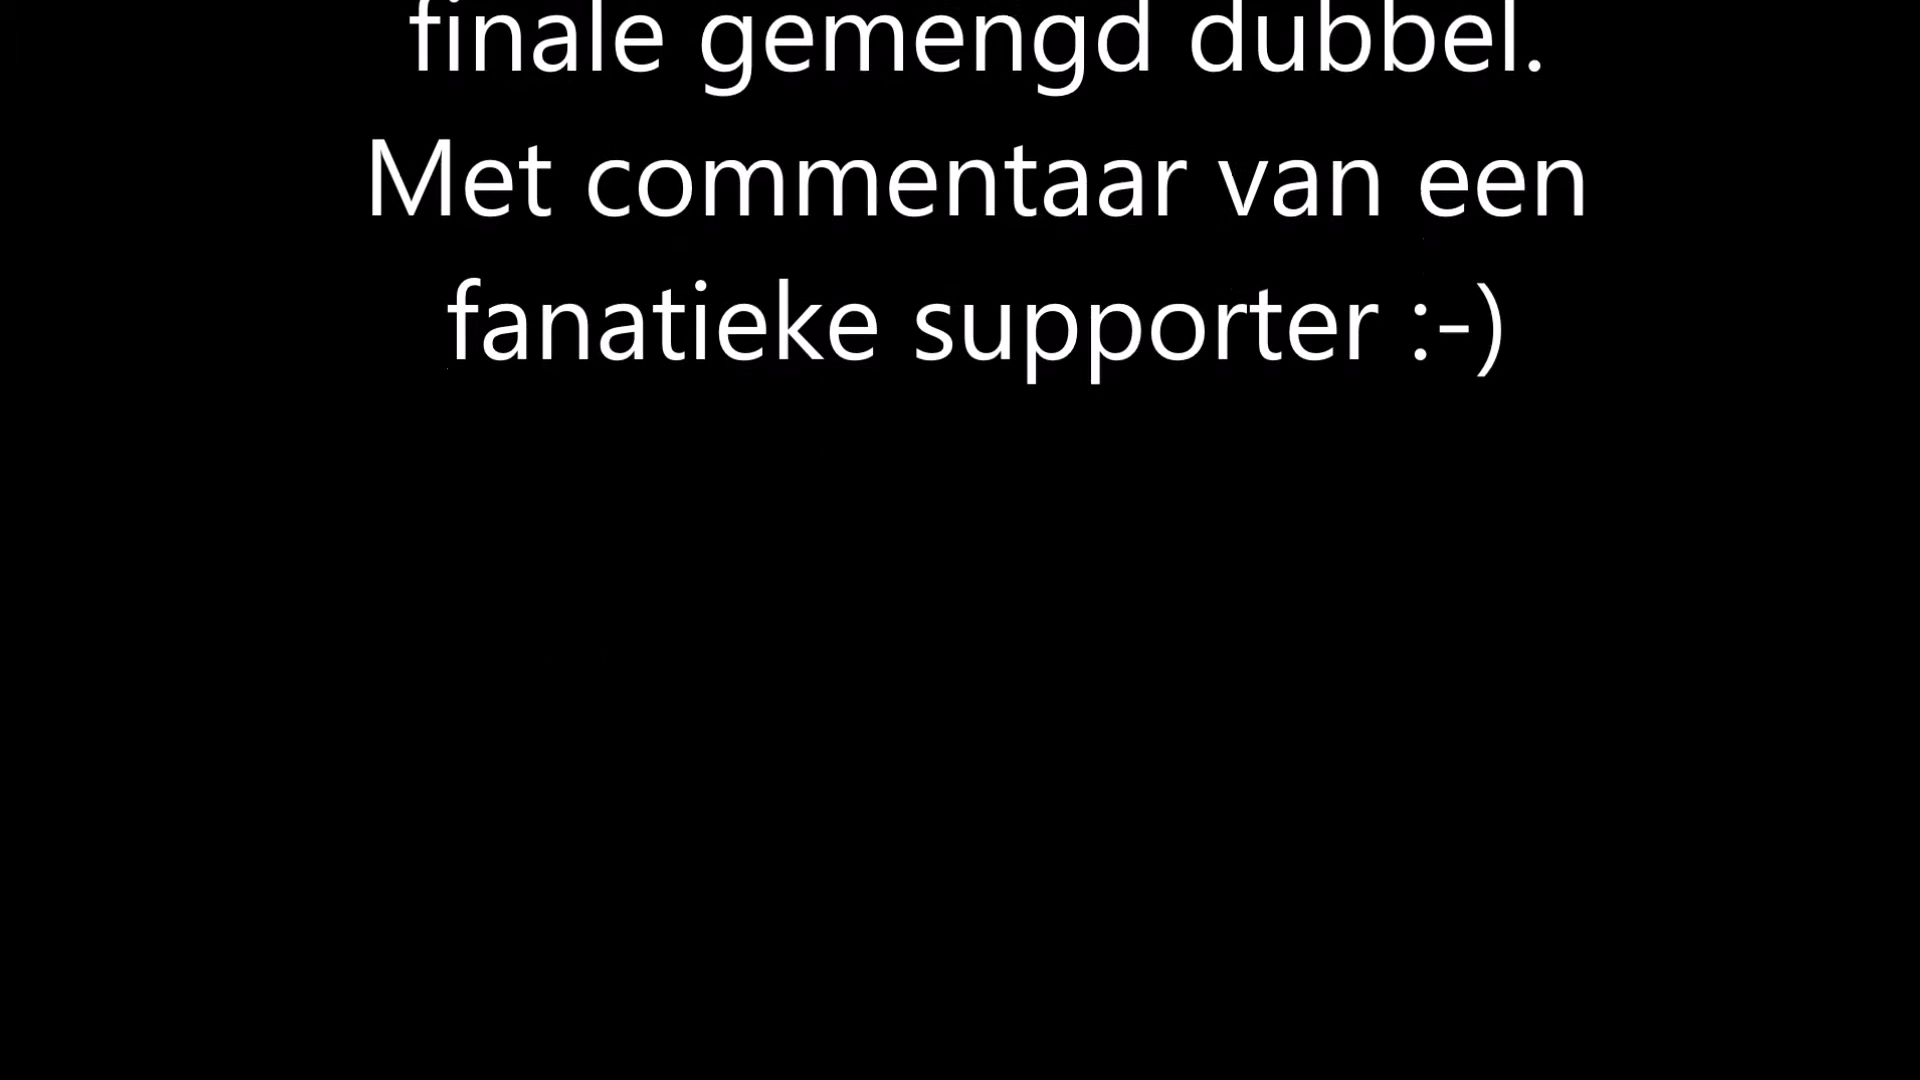 finale gemengd dubbel.
Met commentaar van een
fanatieke supporter :-)